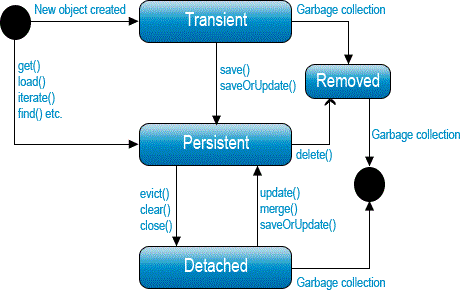 New object created
Transient
Garbage collection
get()
load()
iterate()
find() etc.
save()
saveOrUpdate()
Removed
Garbage collection
Persistent
delete()
evict()
clear()
close()
update()
merge()
saveOrUpdate()
Detached
Garbage collection